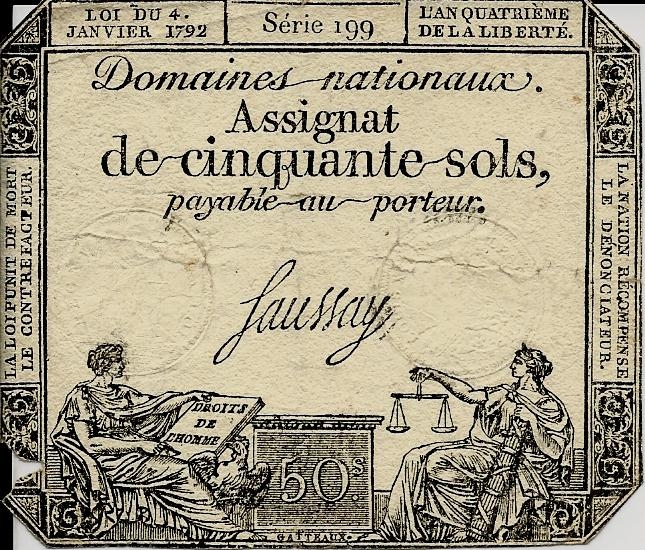 LOI DU 4.
JANVIER 1792
Série 199
L'AN QUATRIÈME
DE LA LIBERTÉ.
Domaines nationaux.
Assignat
de cinquante sols,
payable au porteur.
LA LOI PUNIT DE MORT
LE CONTREFACTEUR.
LA NATION RÉCOMPENSE
LE DÉNONCIATEUR.
Saussay
DROITS
DE
L'HOMME
50s.
GATTEAUX.